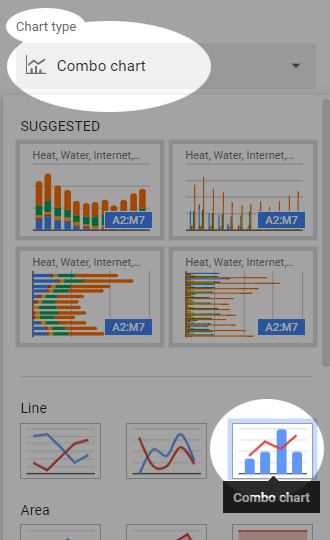 Chart type
Combo chart
SUGGESTED
Heat, Water, Internet,...
Heat, Water, Internet,...
A2:M7
A2:M7
Heat, Water, Internet,...
Heat, Water, Internet,...
A2:M7
A2:M7
Line
Combo chart
Area